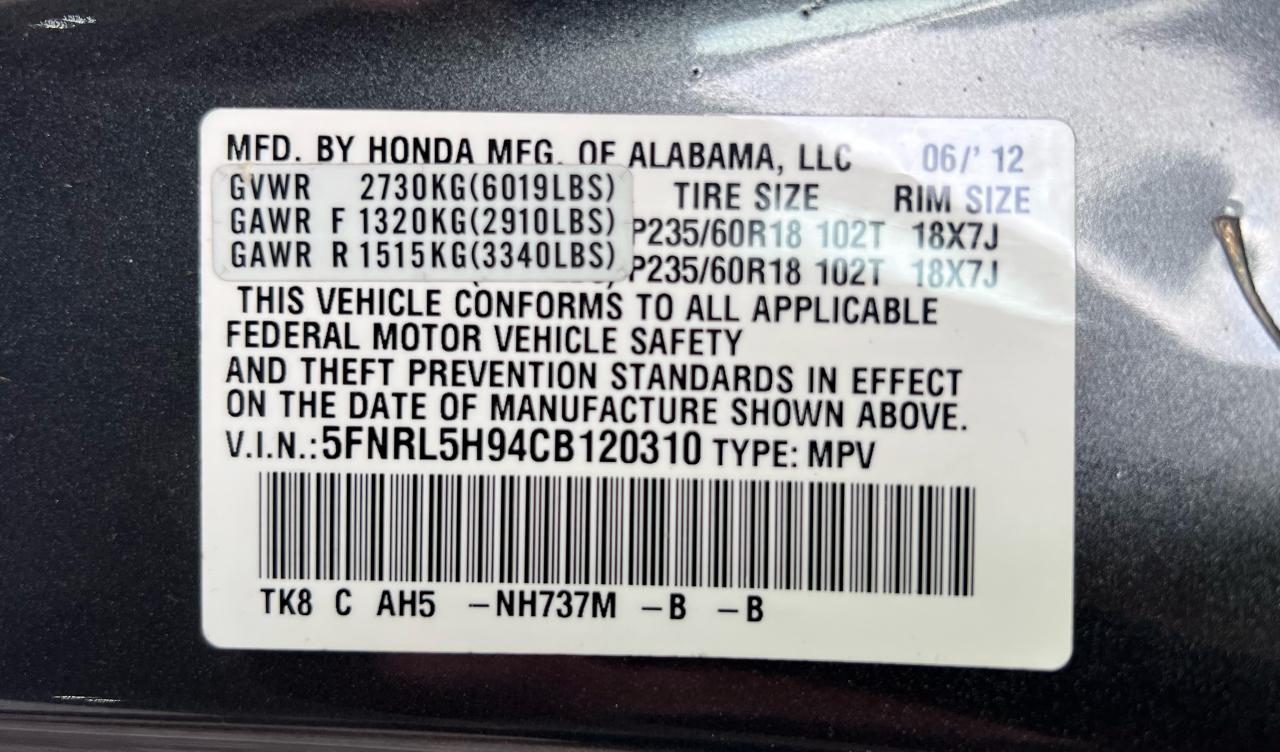 MFD. BY HONDA MFG. OF ALABAMA, LLC 06/' 12
GVWR 2730KG(6019LBS) TIRE SIZE RIM SIZE
GAWR F 1320KG(2910LBS) P235/60R18 102T 18X7J
GAWR R 1515KG(3340LBS) P235/60R18 102T 18X7J
THIS VEHICLE CONFORMS TO ALL APPLICABLE
FEDERAL MOTOR VEHICLE SAFETY
AND THEFT PREVENTION STANDARDS IN EFFECT
ON THE DATE OF MANUFACTURE SHOWN ABOVE.
V.I.N.:5FNRL5H94CB120310 TYPE: MPV
TK8 C AH5 -NH737M -B -B